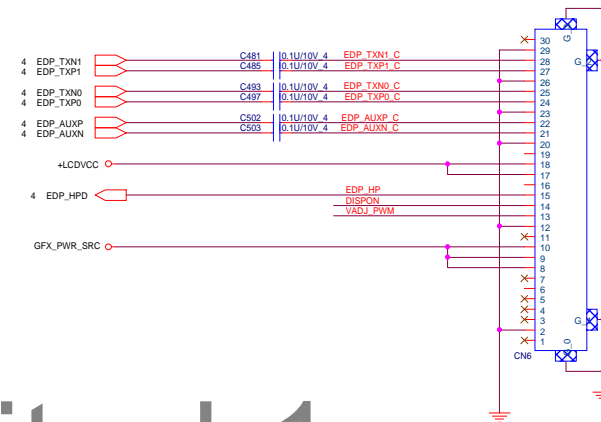 30
29
4 EDP_TXN1 C481 0.1U/10V_4 EDP_TXN1_C 28
4 EDP_TXP1 C485 0.1U/10V_4 EDP_TXP1_C 27
26
4 EDP_TXN0 C493 0.1U/10V_4 EDP_TXN0_C 25
4 EDP_TXP0 C497 0.1U/10V_4 EDP_TXP0_C 24
23
4 EDP_AUXP C502 0.1U/10V_4 EDP_AUXP_C 22
4 EDP_AUXN C503 0.1U/10V_4 EDP_AUXN_C 21
20
19
+LCDVCC 18
17
16
4 EDP_HPD EDP_HP 15
DISPON 14
VADJ_PWM 13
12
11
GFX_PWR_SRC 10
9
8
7
6
5
4
3
2
1
CN6